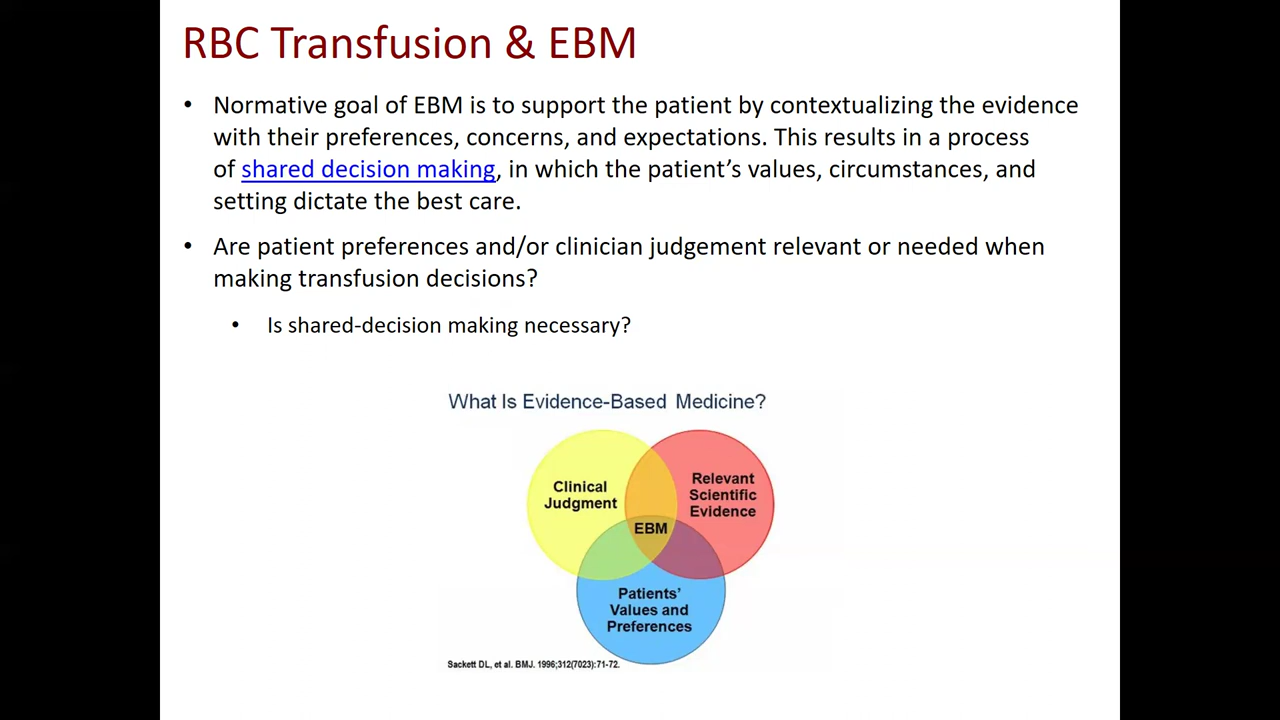 RBC Transfusion & EBM
• Normative goal of EBM is to support the patient by contextualizing the evidence
with their preferences, concerns, and expectations. This results in a process
of shared decision making, in which the patient’s values, circumstances, and
setting dictate the best care.
• Are patient preferences and/or clinician judgement relevant or needed when
making transfusion decisions?
• Is shared-decision making necessary?
What Is Evidence-Based Medicine?
Clinical
Judgment
Relevant
Scientific
Evidence
EBM
Patients’
Values and
Preferences
Sackett DL, et al. BMJ. 1996;312(7023):71-72.